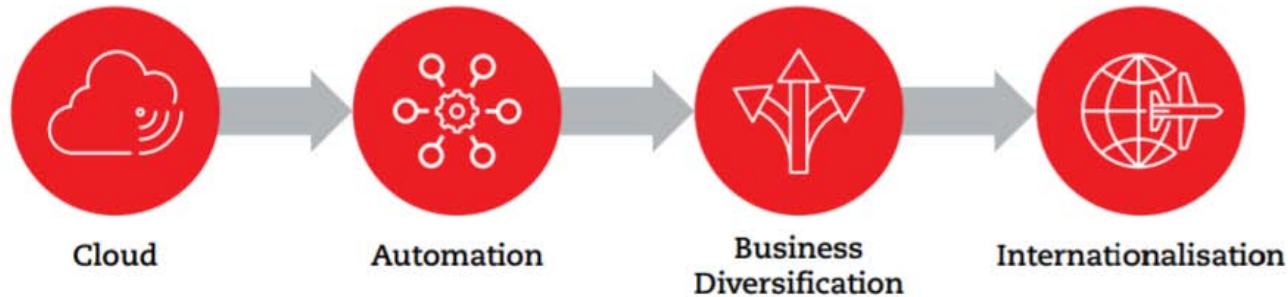 Cloud
Automation
Business
Diversification
Internationalisation